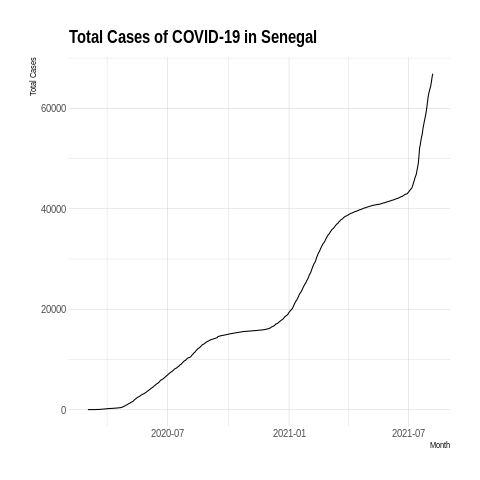 Total Cases of COVID-19 in Senegal
Total Cases
60000
40000
20000
0
2020-07 2021-01 2021-07
Month